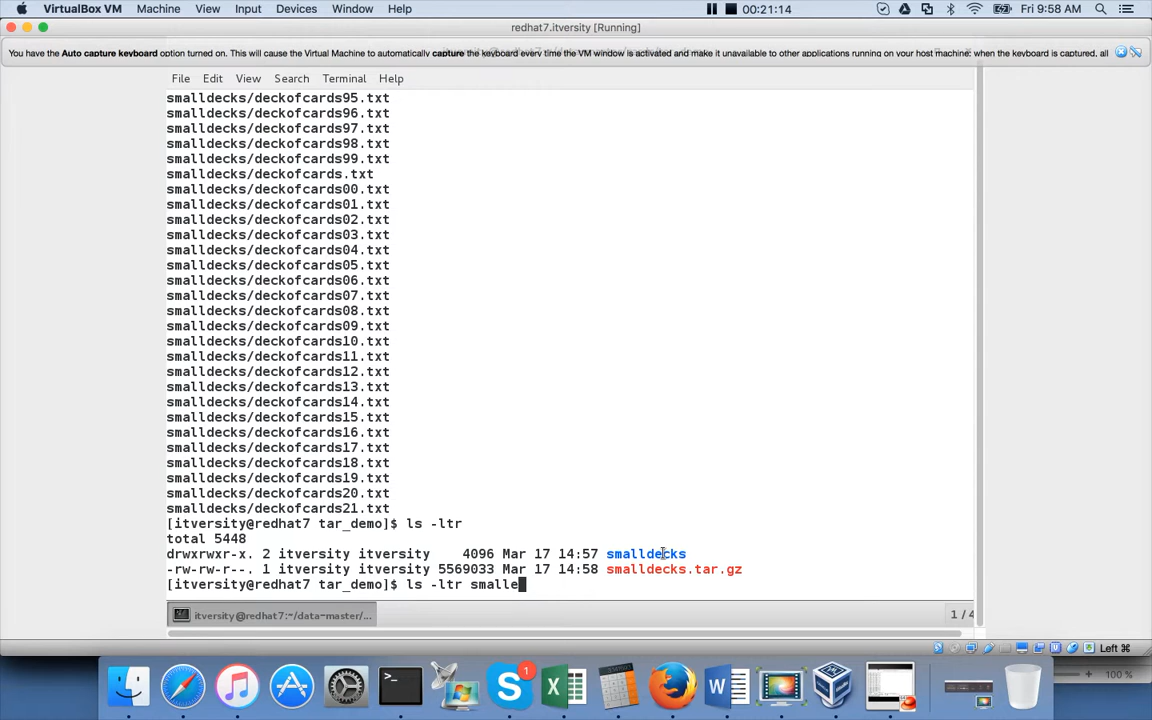 VirtualBox VM Machine View Input Devices Window Help 00:21:14 Fri 9:58 AM
redhat7.itversity [Running]
You have the Auto capture keyboard option turned on. This will cause the Virtual Machine to automatically capture the keyboard every time the VM window is activated and make it unavailable to other applications running on your host machine: when the keyboard is captured, all
File Edit View Search Terminal Help
smalldecks/deckofcards95.txt
smalldecks/deckofcards96.txt
smalldecks/deckofcards97.txt
smalldecks/deckofcards98.txt
smalldecks/deckofcards99.txt
smalldecks/deckofcards.txt
smalldecks/deckofcards00.txt
smalldecks/deckofcards01.txt
smalldecks/deckofcards02.txt
smalldecks/deckofcards03.txt
smalldecks/deckofcards04.txt
smalldecks/deckofcards05.txt
smalldecks/deckofcards06.txt
smalldecks/deckofcards07.txt
smalldecks/deckofcards08.txt
smalldecks/deckofcards09.txt
smalldecks/deckofcards10.txt
smalldecks/deckofcards11.txt
smalldecks/deckofcards12.txt
smalldecks/deckofcards13.txt
smalldecks/deckofcards14.txt
smalldecks/deckofcards15.txt
smalldecks/deckofcards16.txt
smalldecks/deckofcards17.txt
smalldecks/deckofcards18.txt
smalldecks/deckofcards19.txt
smalldecks/deckofcards20.txt
smalldecks/deckofcards21.txt
[itversity@redhat7 tar_demo]$ ls -ltr
total 5448
drwxrwxr-x. 2 itversity itversity 4096 Mar 17 14:57 smalldecks
-rw-rw-r--. 1 itversity itversity 5569033 Mar 17 14:58 smalldecks.tar.gz
[itversity@redhat7 tar_demo]$ ls -ltr smalle
itversity@redhat7:~/data-master/... 1 / 4
Left ⌘
100 %
1